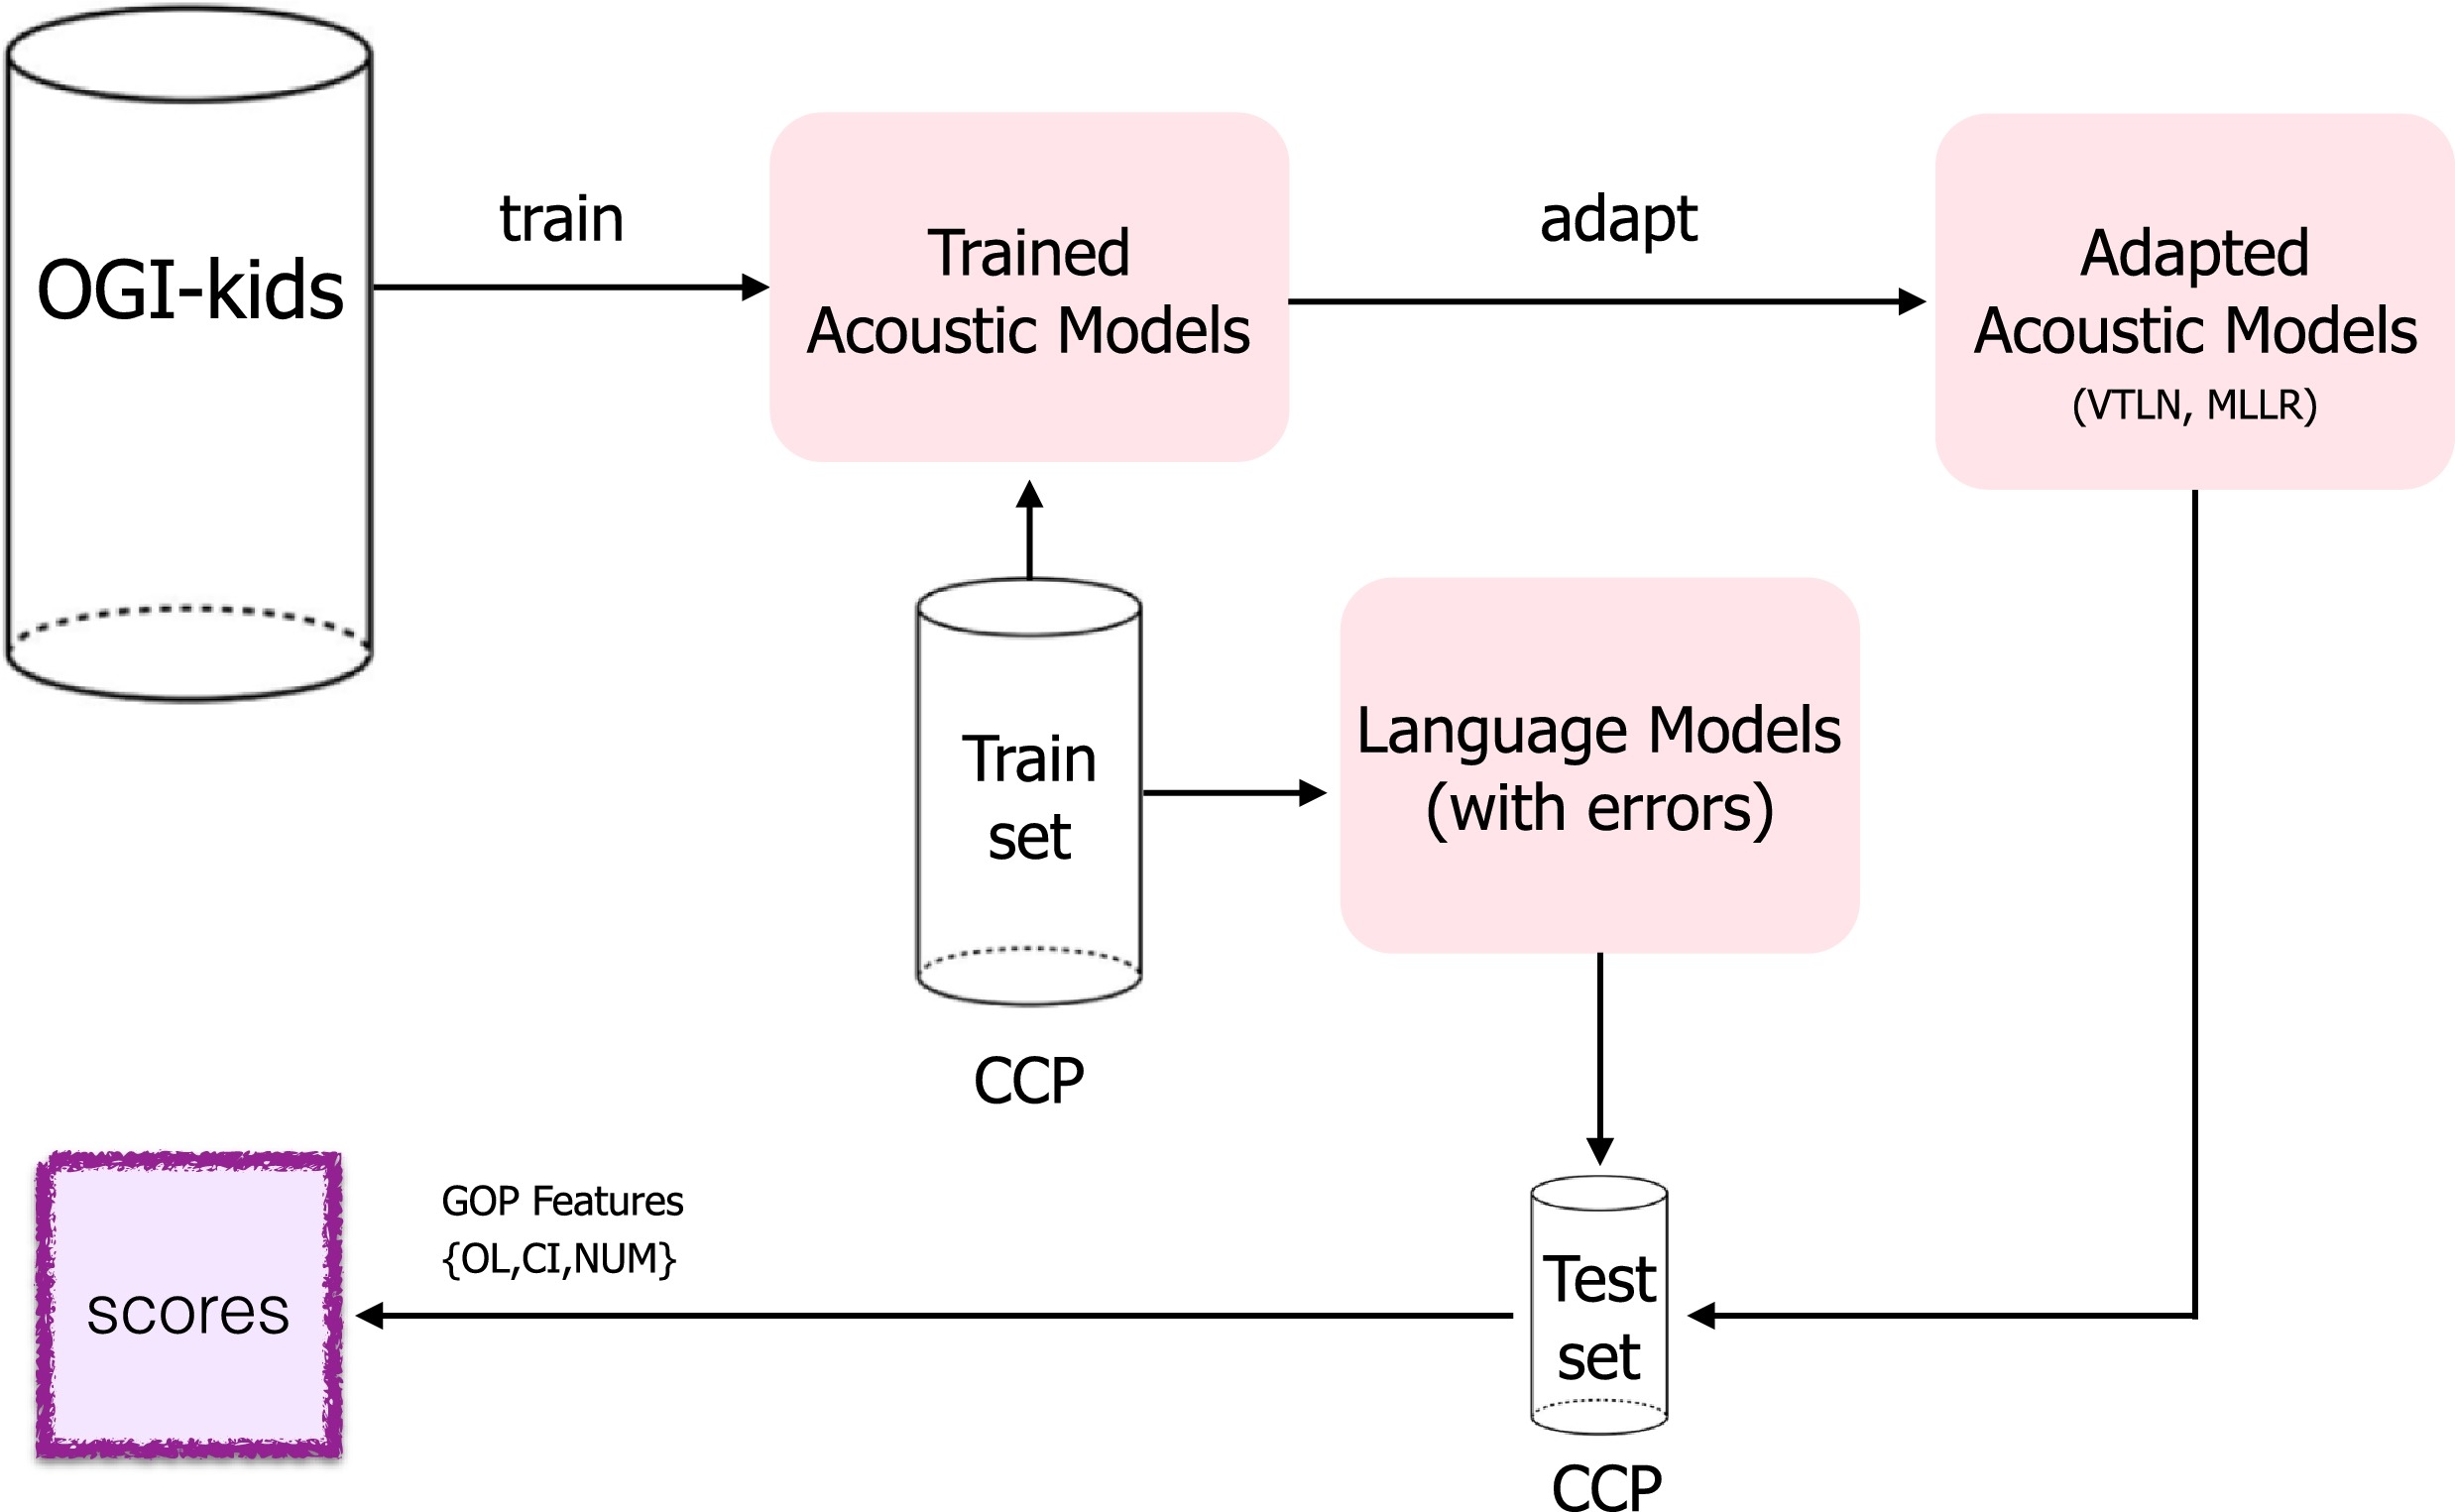 OGI-kids
train
Trained
Acoustic Models
adapt
Adapted
Acoustic Models
(VTLN, MLLR)
Train
set
CCP
Language Models
(with errors)
scores
GOP Features
{OL,CI,NUM}
Test
set
CCP